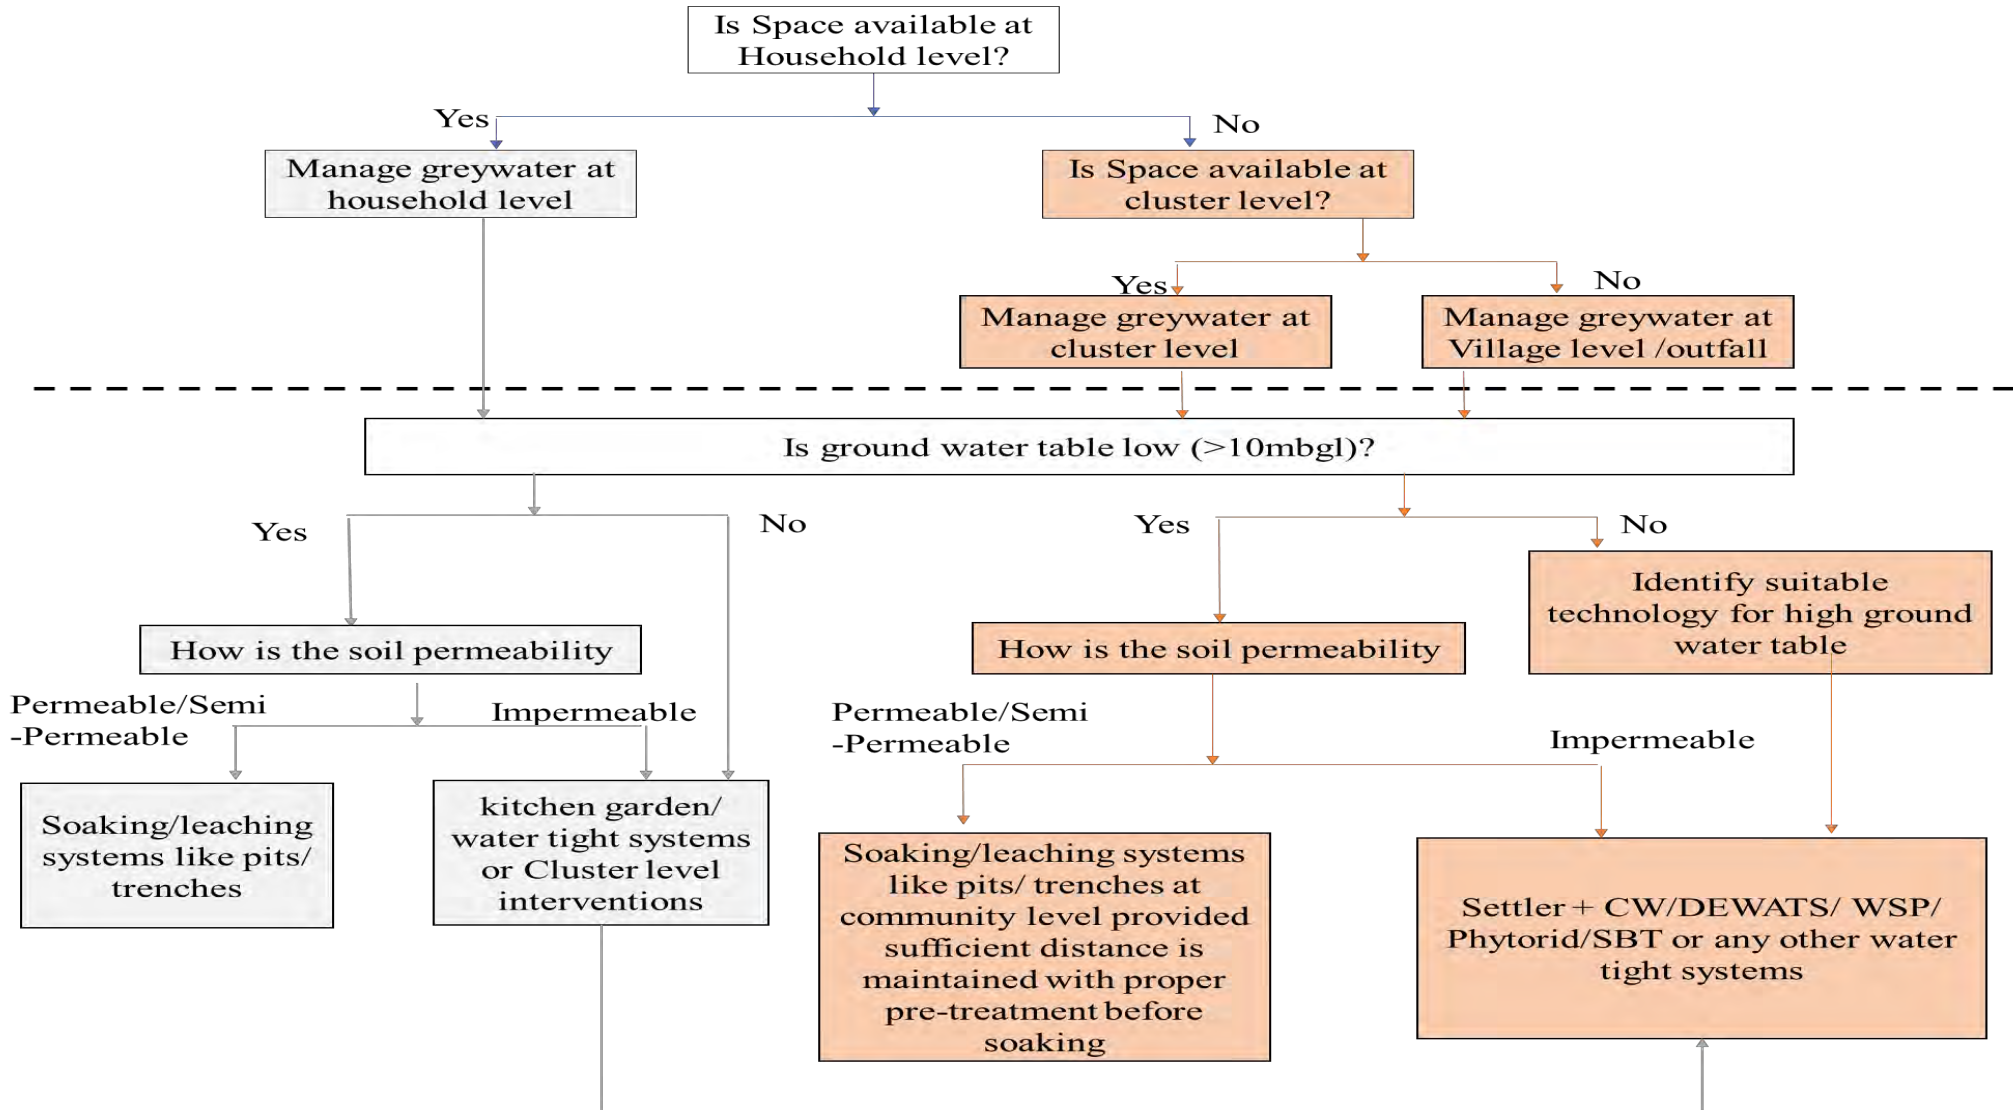 Is Space available at
Household level?
Yes
No
Manage greywater at
household level
Is Space available at
cluster level?
Yes
No
Manage greywater at
cluster level
Manage greywater at
Village level /outfall
Is ground water table low (>10mbgl)?
Yes
No
Yes
No
Identify suitable
technology for high ground
water table
How is the soil permeability
How is the soil permeability
Permeable/Semi
-Permeable
Impermeable
Permeable/Semi
-Permeable
Impermeable
Soaking/leaching
systems like pits/
trenches
kitchen garden/
water tight systems
or Cluster level
interventions
Soaking/leaching systems
like pits/ trenches at
community level provided
sufficient distance is
maintained with proper
pre-treatment before
soaking
Settler + CW/DEWATS/ WSP/
Phytorid/SBT or any other water
tight systems